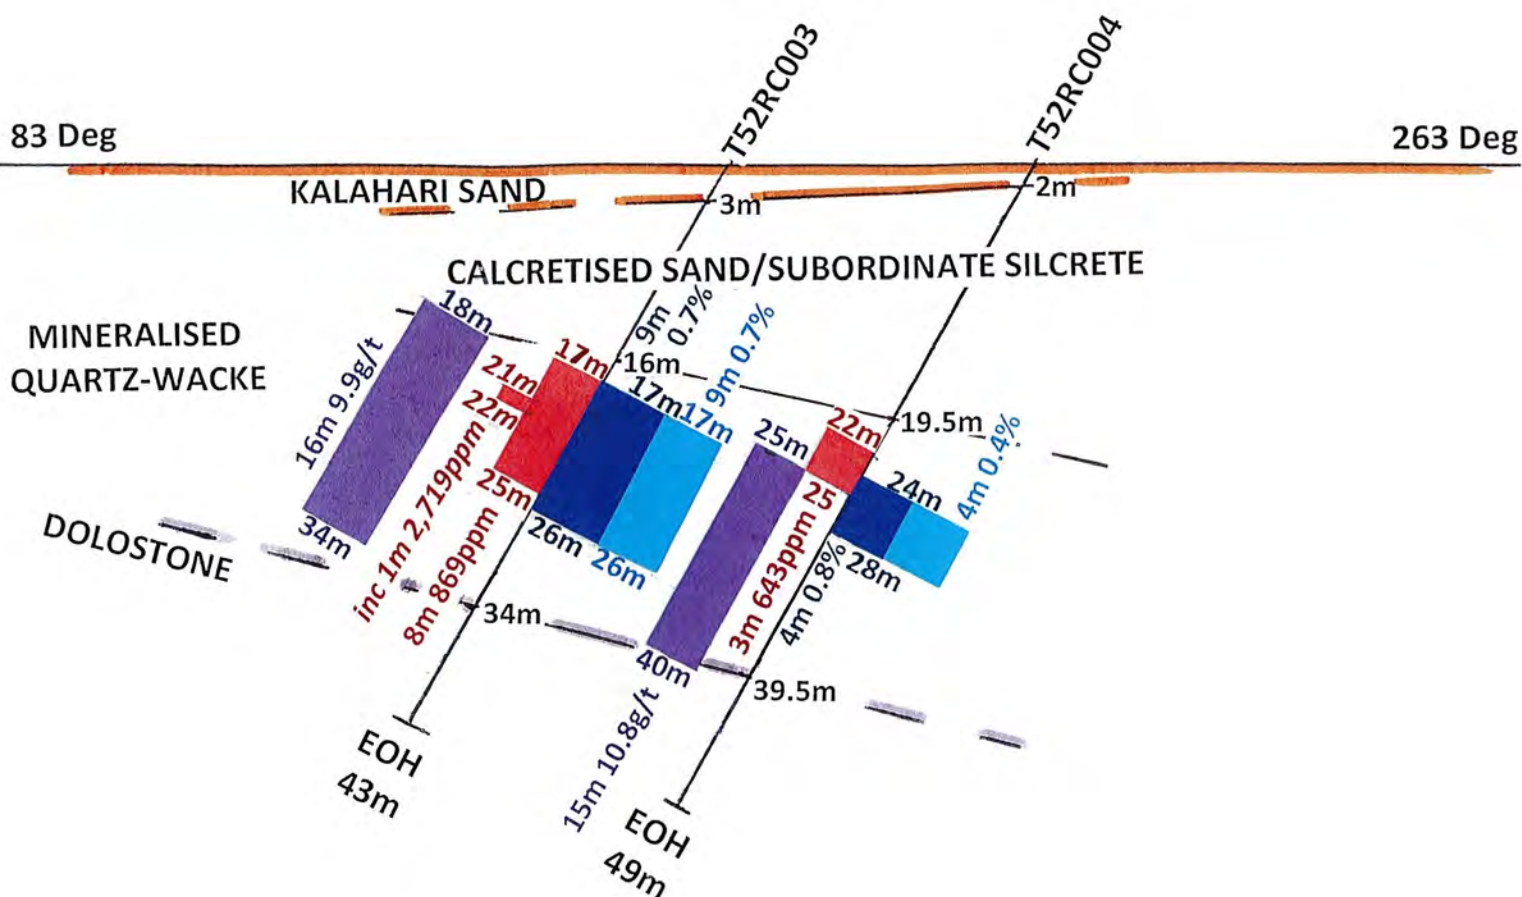 T52RC003
T52RC004
83 Deg
263 Deg
KALAHARI SAND
3m
2m
CALCRETISED SAND/SUBORDINATE SILCRETE
MINERALISED
QUARTZ-WACKE
18m
16m 9.9g/t
34m
21m
22m
inc 1m 2,719ppm
17m
25m
8m 869ppm
9m
0.7%
16m
17m
26m
9m 0.7%
17m
26m
DOLOSTONE
34m
EOH
43m
25m
40m
15m 10.8g/t
22m
25
3m 643ppm
19.5m
24m
28m
4m 0.8%
4m 0.4%
39.5m
EOH
49m